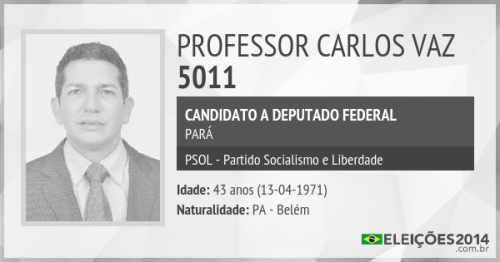 PROFESSOR CARLOS VAZ
5011
CANDIDATO A DEPUTADO FEDERAL
PARÁ
PSOL - Partido Socialismo e Liberdade
Idade: 43 anos (13-04-1971)
Naturalidade: PA - Belém
ELEIÇÕES2014
.com.br